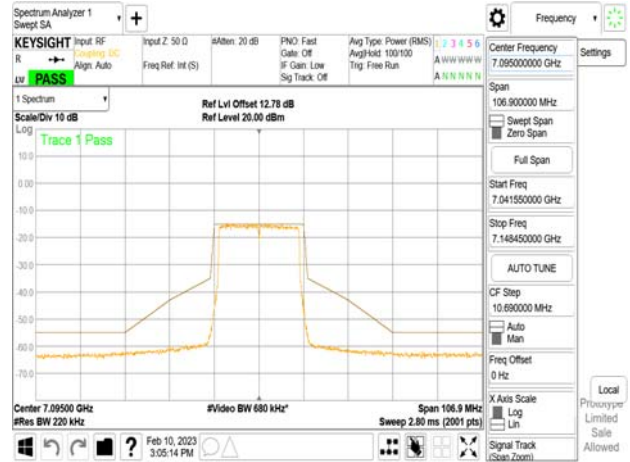 Spectrum Analyzer 1
Swept SA
+
Frequency
KEYSIGHT
R
LU PASS
Input: RF
Coupling: DC
Align: Auto
Input Z: 50 Ω
Freq Ref: Int (S)
#Atten: 20 dB
PNO: Fast
Gate: Off
IF Gain: Low
Sig Track: Off
Avg Type: Power (RMS)
Avg|Hold: 100/100
Trig: Free Run
1 2 3 4 5 6
A W W W W W
A N N N N N
1 Spectrum
Scale/Div 10 dB
Ref Lvl Offset 12.78 dB
Ref Level 20.00 dBm
Log
Trace 1 Pass
10.0
0.00
-10.0
-20.0
-30.0
-40.0
-50.0
-60.0
-70.0
Center 7.09500 GHz
#Video BW 680 kHz*
Span 106.9 MHz
#Res BW 220 kHz
Sweep 2.80 ms (2001 pts)
Feb 10, 2023
3:05:14 PM
?
Center Frequency
7.095000000 GHz
Settings
Span
106.900000 MHz
Swept Span
Zero Span
Full Span
Start Freq
7.041550000 GHz
Stop Freq
7.148450000 GHz
AUTO TUNE
CF Step
10.690000 MHz
Auto
Man
Freq Offset
0 Hz
X Axis Scale
Log
Lin
Signal Track
(Span Zoom)
Local
Prototype
Limited
Sale
Allowed